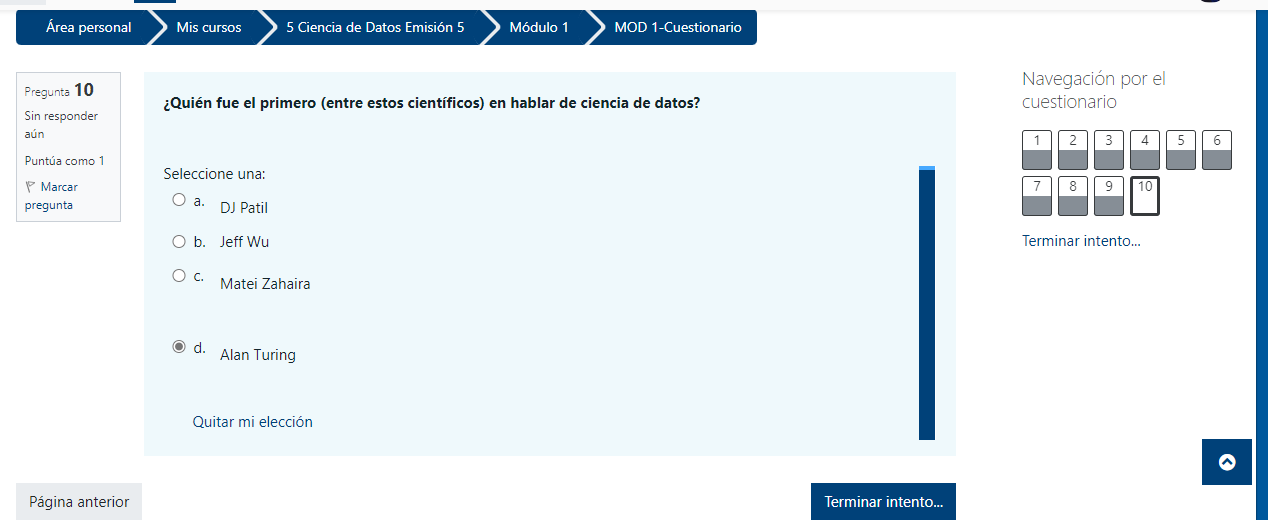 Área personal
Mis cursos
5 Ciencia de Datos Emisión 5
Módulo 1
MOD 1-Cuestionario
Pregunta 10
Sin responder
aún
Puntúa como 1
Marcar
pregunta
¿Quién fue el primero (entre estos científicos) en hablar de ciencia de datos?
Seleccione una:
a. DJ Patil
b. Jeff Wu
c. Matei Zahaira
d. Alan Turing
Quitar mi elección
Página anterior
Terminar intento...
Navegación por el
cuestionario
1 2 3 4 5 6
7 8 9 10
Terminar intento...